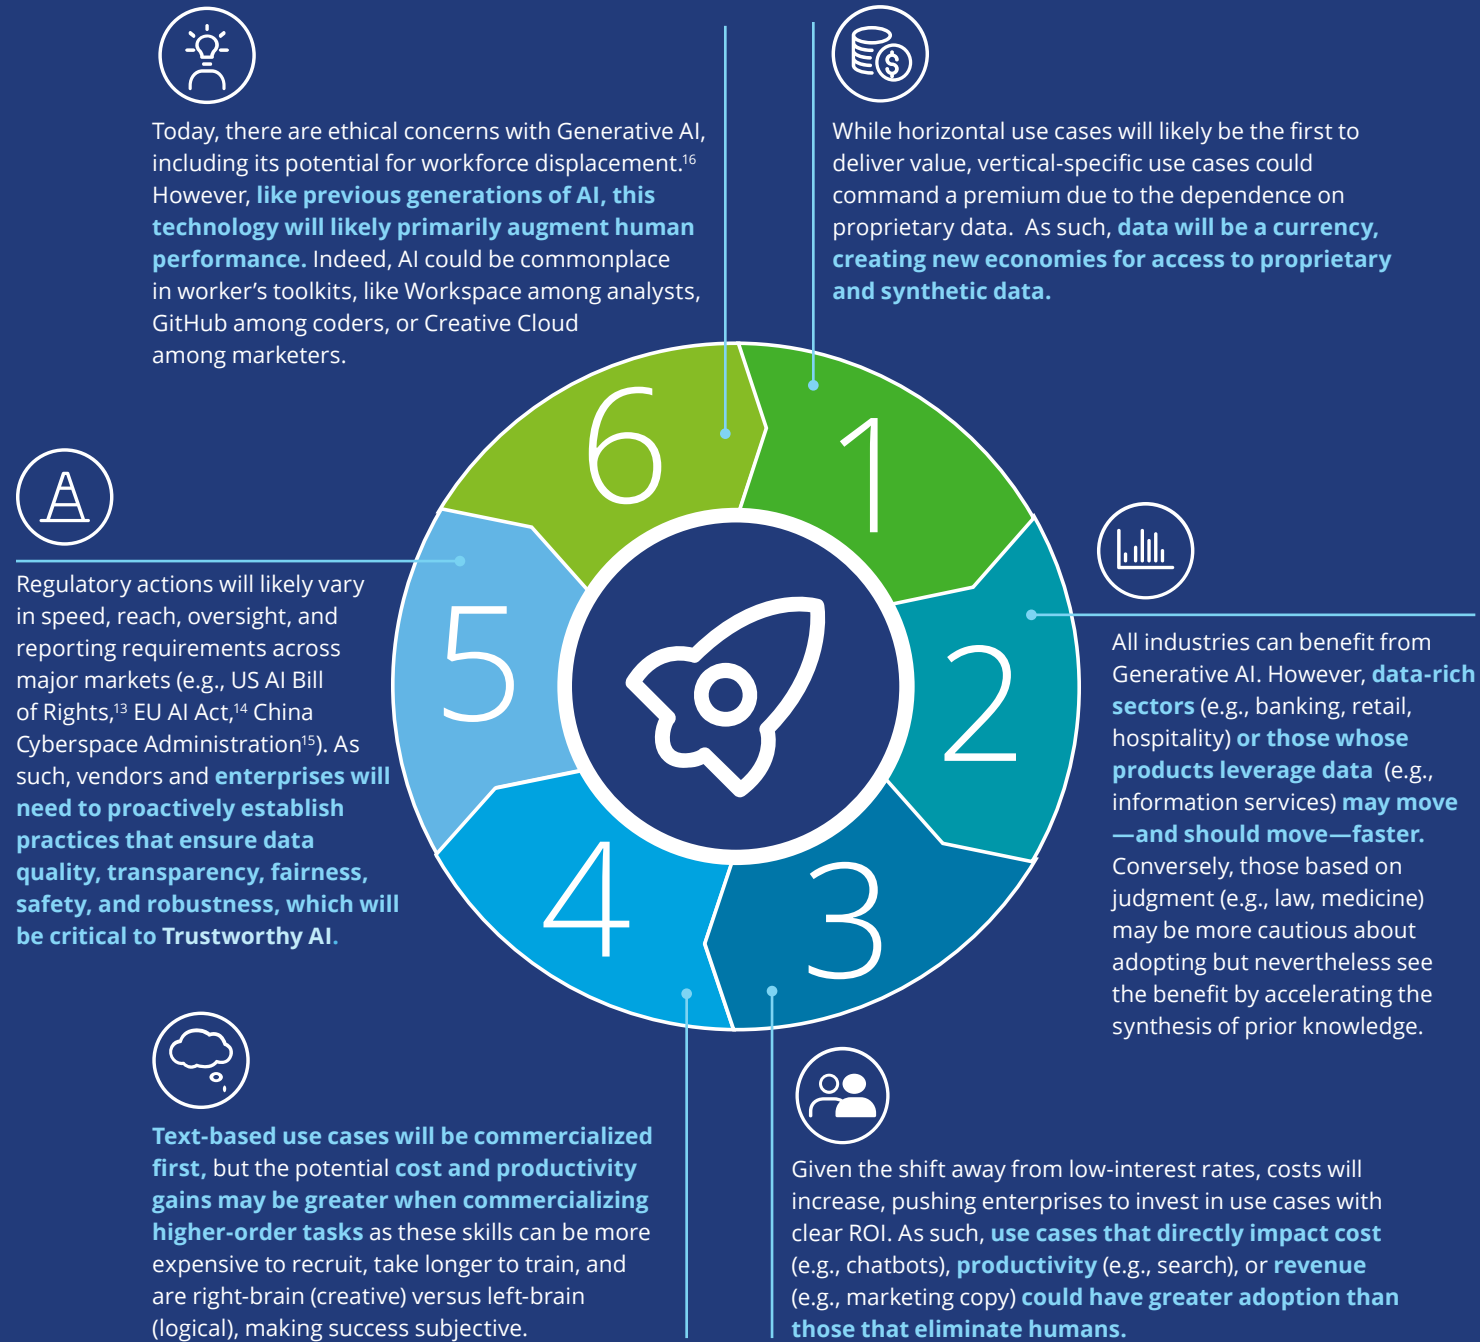 Today, there are ethical concerns with Generative AI,
including its potential for workforce displacement.16
However, like previous generations of AI, this
technology will likely primarily augment human
performance. Indeed, AI could be commonplace
in worker’s toolkits, like Workspace among analysts,
GitHub among coders, or Creative Cloud
among marketers.
While horizontal use cases will likely be the first to
deliver value, vertical-specific use cases could
command a premium due to the dependence on
proprietary data. As such, data will be a currency,
creating new economies for access to proprietary
and synthetic data.
6
1
5
2
4
3
Regulatory actions will likely vary
in speed, reach, oversight, and
reporting requirements across
major markets (e.g., US AI Bill
of Rights,13 EU AI Act,14 China
Cyberspace Administration15). As
such, vendors and enterprises will
need to proactively establish
practices that ensure data
quality, transparency, fairness,
safety, and robustness, which will
be critical to Trustworthy AI.
All industries can benefit from
Generative AI. However, data-rich
sectors (e.g., banking, retail,
hospitality) or those whose
products leverage data (e.g.,
information services) may move
—and should move—faster.
Conversely, those based on
judgment (e.g., law, medicine)
may be more cautious about
adopting but nevertheless see
the benefit by accelerating the
synthesis of prior knowledge.
Text-based use cases will be commercialized
first, but the potential cost and productivity
gains may be greater when commercializing
higher-order tasks as these skills can be more
expensive to recruit, take longer to train, and
are right-brain (creative) versus left-brain
(logical), making success subjective.
Given the shift away from low-interest rates, costs will
increase, pushing enterprises to invest in use cases with
clear ROI. As such, use cases that directly impact cost
(e.g., chatbots), productivity (e.g., search), or revenue
(e.g., marketing copy) could have greater adoption than
those that eliminate humans.